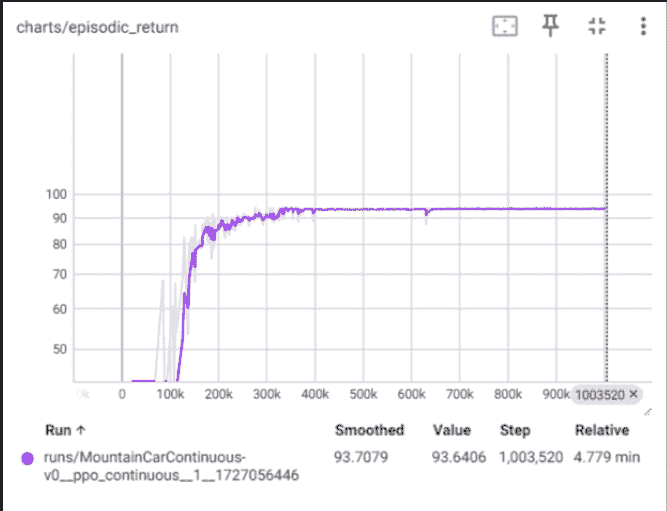 charts/episodic_return
100
90
80
70
60
50
0 100k 200k 300k 400k 500k 600k 700k 800k 900k 1003520 ×
Run ↑ Smoothed Value Step Relative
runs/MountainCarContinuous- 93.7079 93.6406 1,003,520 4.779 min
v0__ppo_continuous__1__1727056446